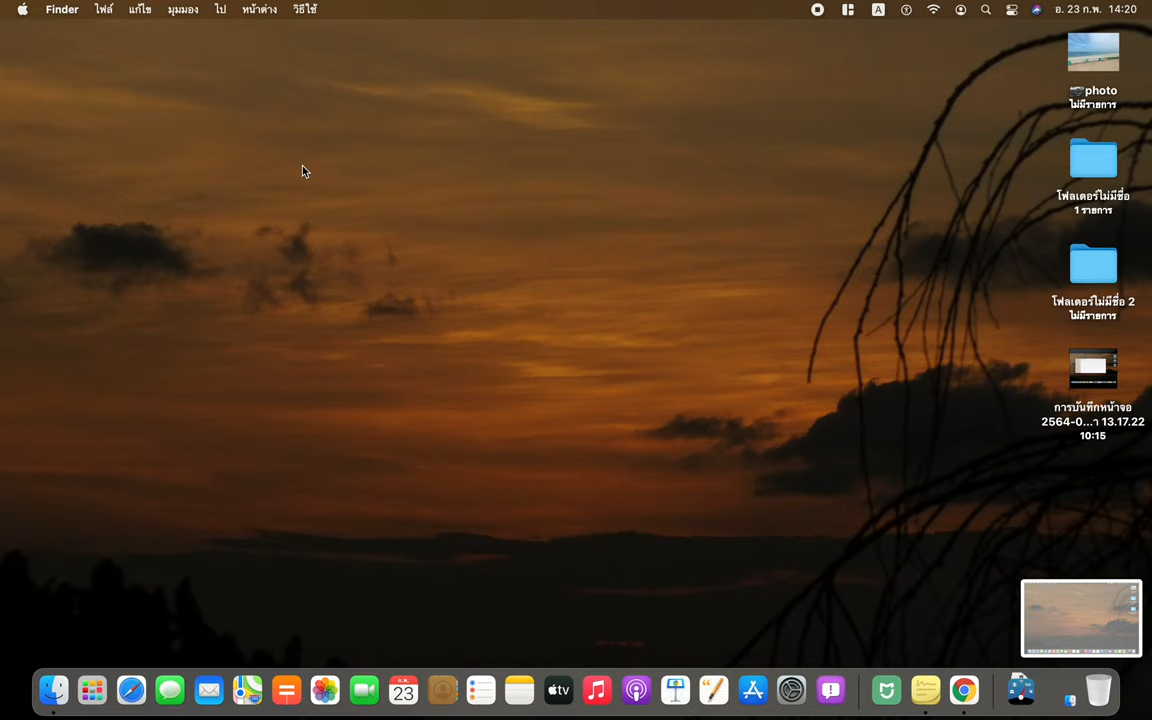 Finder ไฟล์ แก้ไข มุมมอง ไป หน้าต่าง วิธีใช้ A อ. 23 ก.พ. 14:20
📷photo
ไม่มีรายการ
โฟลเดอร์ไม่มีชื่อ
1 รายการ
โฟลเดอร์ไม่มีชื่อ 2
ไม่มีรายการ
การบันทึกหน้าจอ
2564-0...า 13.17.22
10:15
ก.พ.
23
tv